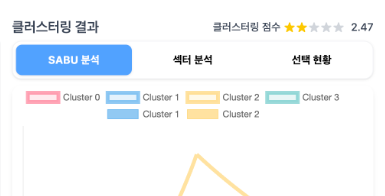 클러스터링 결과
클러스터링 점수 ★★★★★ 2.47
SABU 분석 섹터 분석 선택 현황
Cluster 0 Cluster 1 Cluster 2 Cluster 3
Cluster 1 Cluster 2